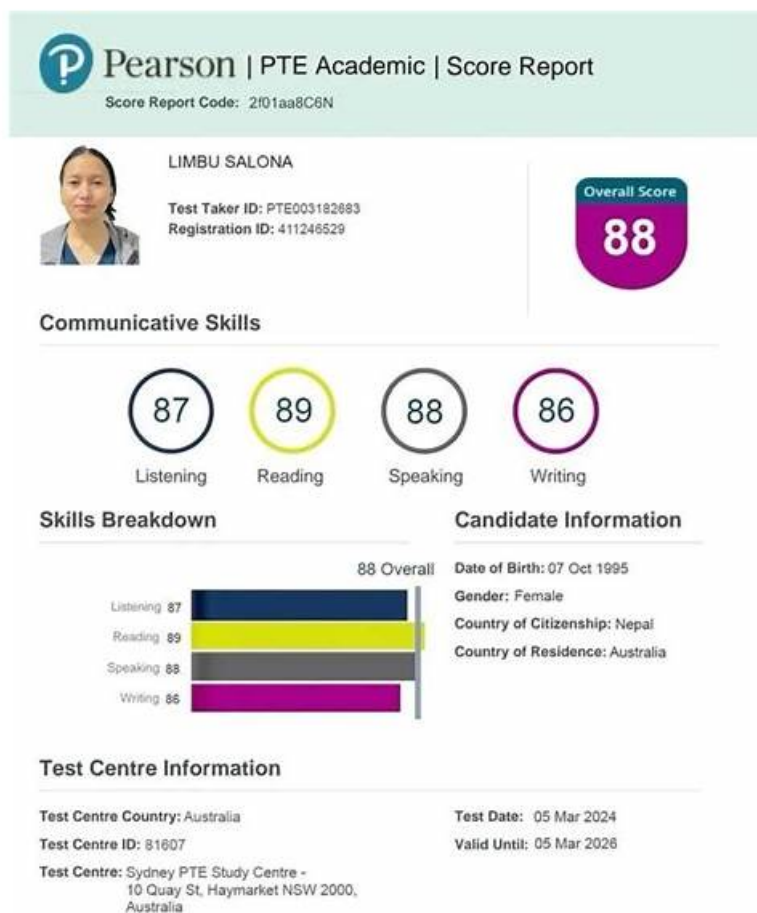 Pearson | PTE Academic | Score Report
Score Report Code: 2f01aa8C6N
LIMBU SALONA
Test Taker ID: PTE003182683
Registration ID: 411246529
Overall Score
88
Communicative Skills
87
89
88
86
Listening
Reading
Speaking
Writing
Skills Breakdown
88 Overall
Listening 87
Reading 89
Speaking 88
Writing 86
Candidate Information
Date of Birth: 07 Oct 1995
Gender: Female
Country of Citizenship: Nepal
Country of Residence: Australia
Test Centre Information
Test Centre Country: Australia
Test Centre ID: 81607
Test Centre: Sydney PTE Study Centre -
10 Quay St, Haymarket NSW 2000,
Australia
Test Date: 05 Mar 2024
Valid Until: 05 Mar 2026